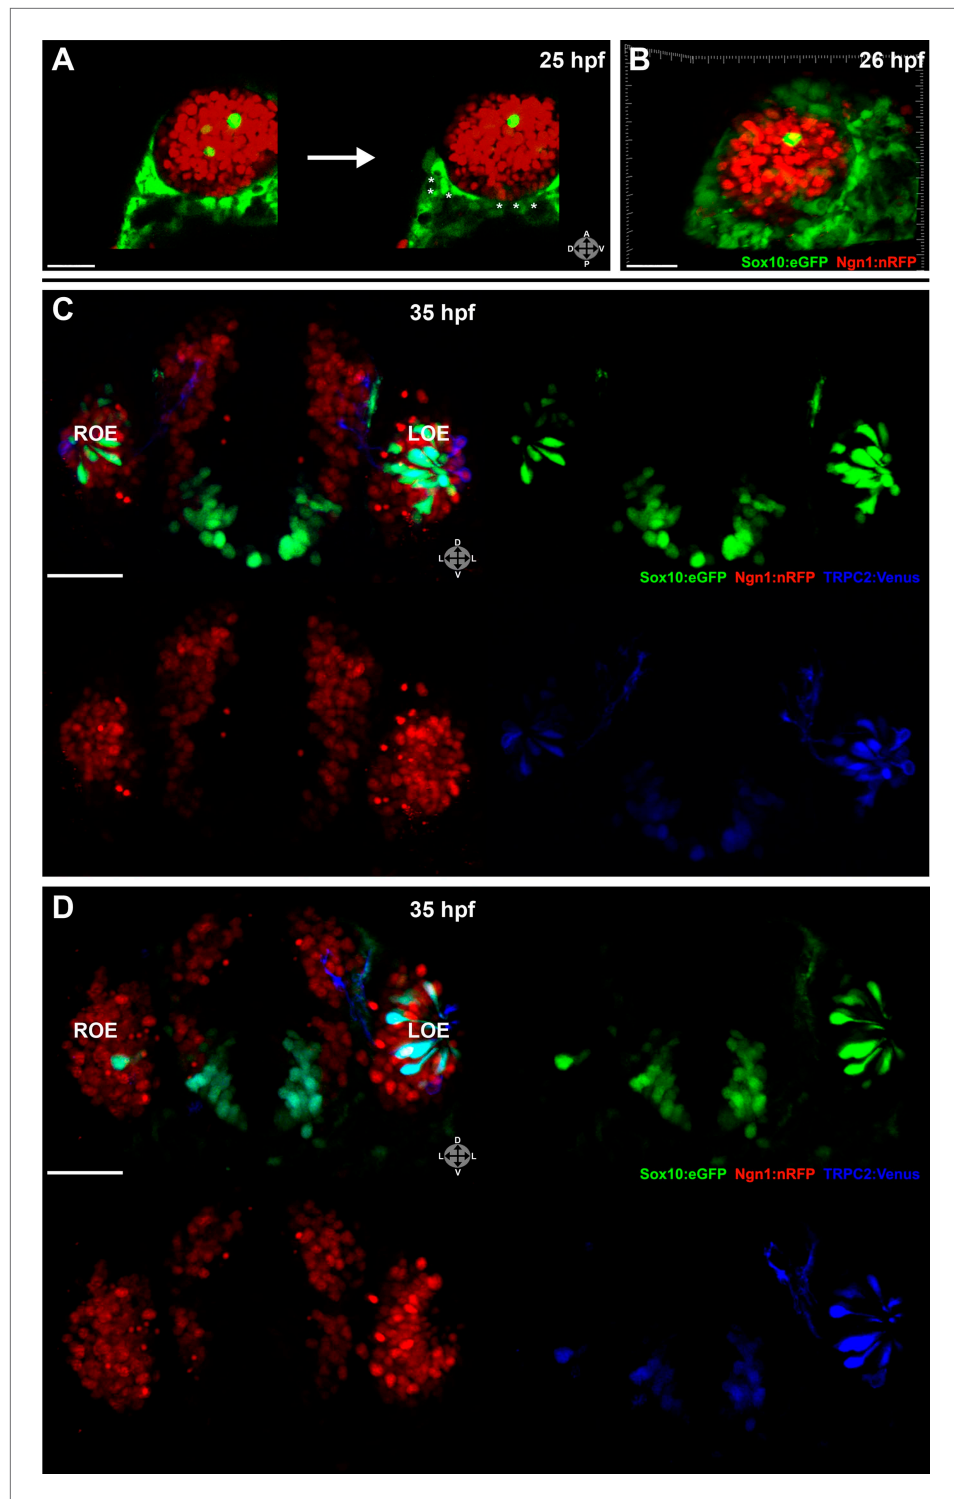 A
25 hpf
* * * * * *
A
D V
P
B
26 hpf
Sox10:eGFP Ngn1:nRFP
C
35 hpf
ROE
LOE
D
L L
V
Sox10:eGFP Ngn1:nRFP TRPC2:Venus
D
35 hpf
ROE
LOE
D
L L
V
Sox10:eGFP Ngn1:nRFP TRPC2:Venus